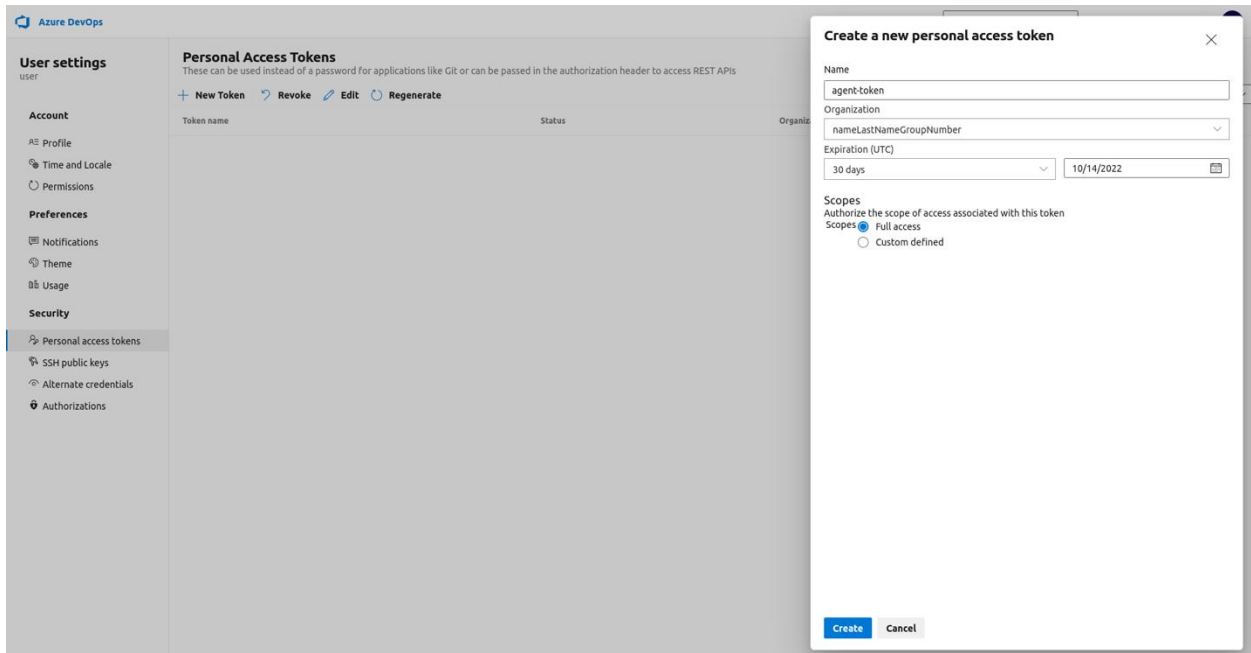 Azure DevOps
User settings
user
Account
Profile
Time and Locale
Permissions
Preferences
Notifications
Theme
Usage
Security
Personal access tokens
SSH public keys
Alternate credentials
Authorizations
Personal Access Tokens
These can be used instead of a password for applications like Git or can be passed in the authorization header to access REST APIs
New Token Revoke Edit Regenerate
Token name Status Organiz
Create a new personal access token
Name
agent-token
Organization
nameLastNameGroupNumber
Expiration (UTC)
30 days 10/14/2022
Scopes
Authorize the scope of access associated with this token
Scopes Full access
Custom defined
Create Cancel